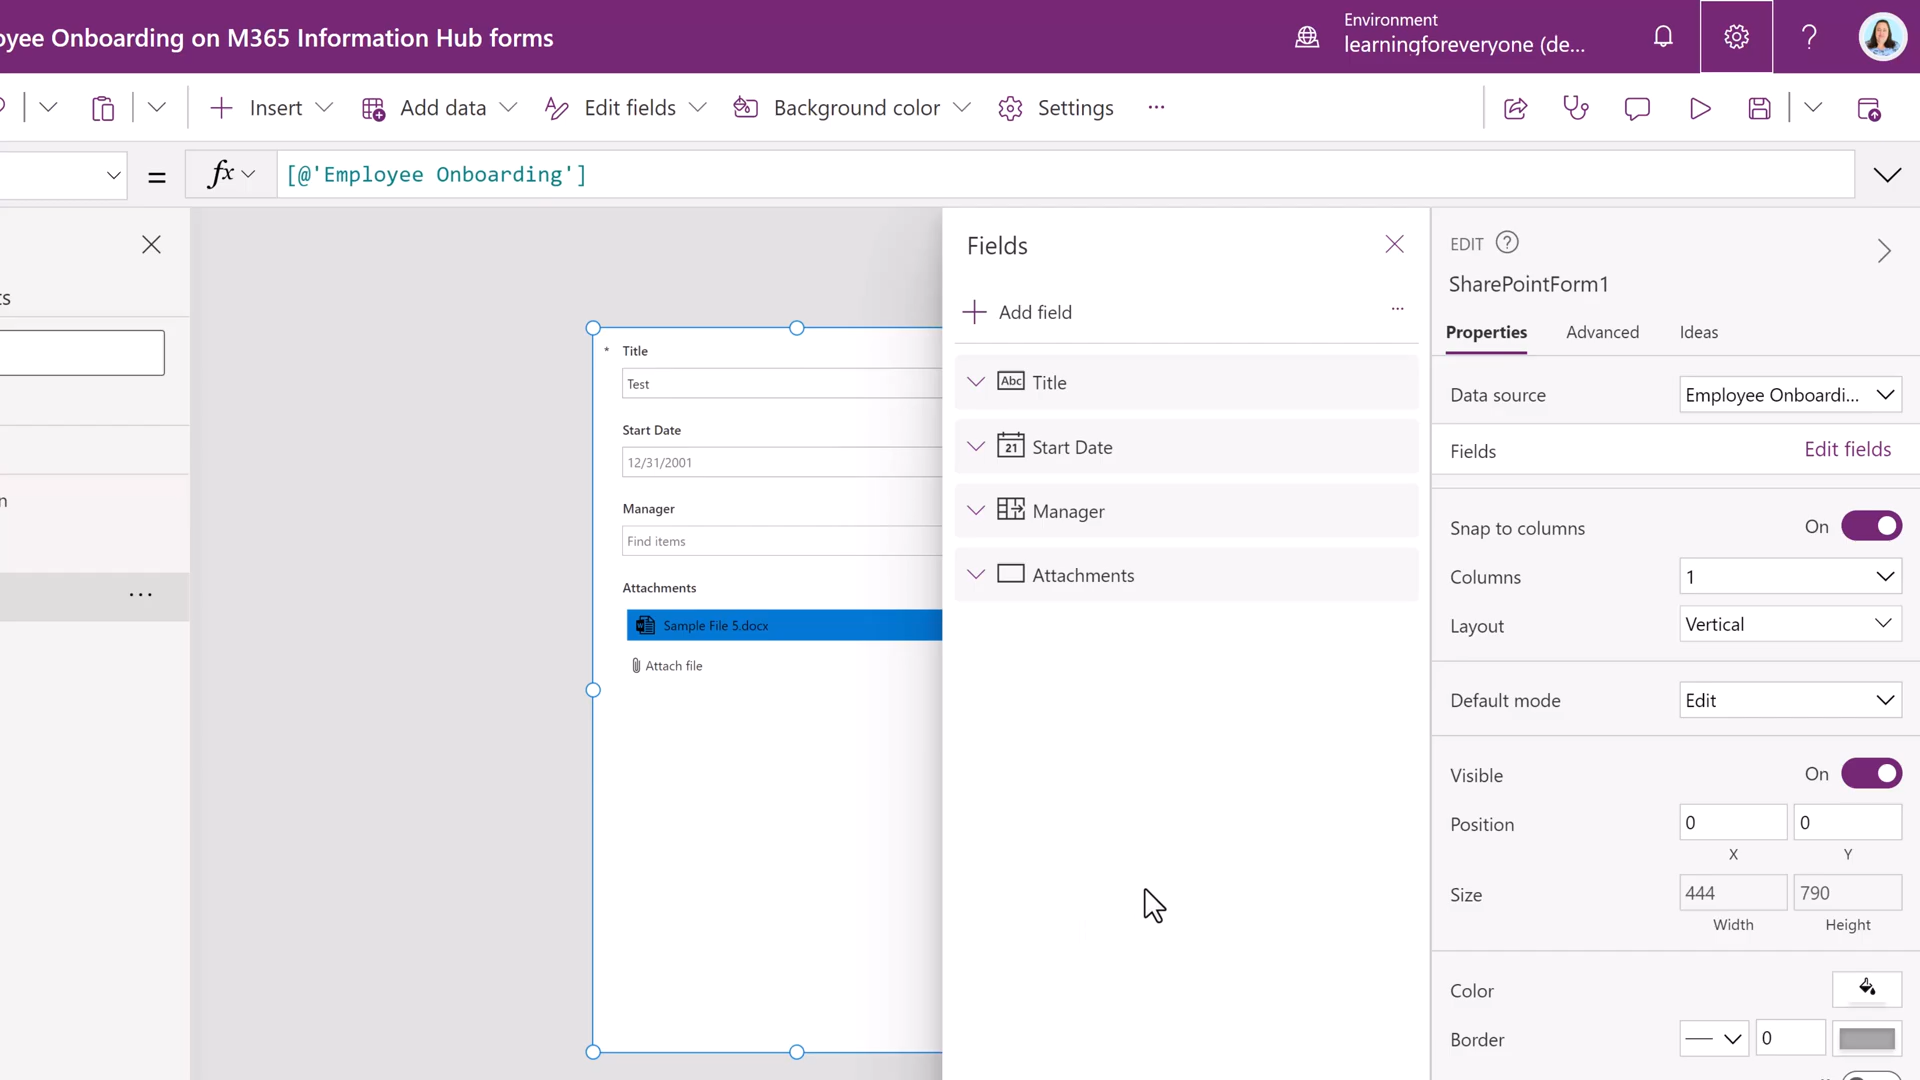 yee Onboarding on M365 Information Hub forms
Environment
learningforeveryone (de...
Insert
Add data
Edit fields
Background color
Settings
=
fx
[@'Employee Onboarding']
ts
n
Title
Test
Start Date
12/31/2001
Manager
Find items
Attachments
Sample File 5.docx
Attach file
Fields
Add field
Abc Title
21 Start Date
Manager
Attachments
EDIT
SharePointForm1
Properties Advanced Ideas
Data source Employee Onboardi...
Fields Edit fields
Snap to columns On
Columns 1
Layout Vertical
Default mode Edit
Visible On
Position 0 0
X Y
Size 444 790
Width Height
Color
Border 0